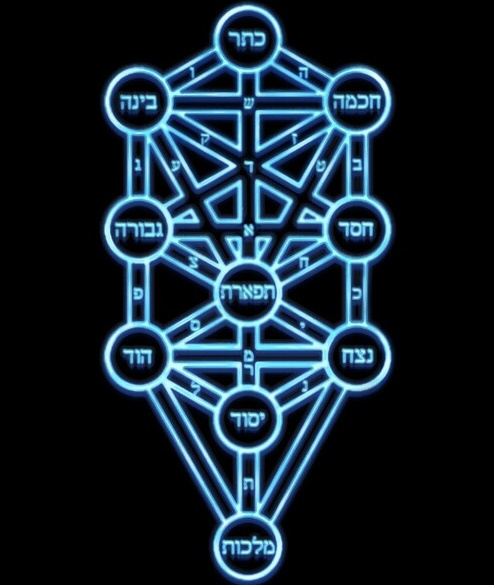 כתר
ה ו
חכמה בינה
ש
ז ק
ב ט ד ע ג
חסד א גבורה
ח צ
תפארת
כ פ
י ס
נצח מ הוד
ר
נ ל
יסוד
ת
מלכות